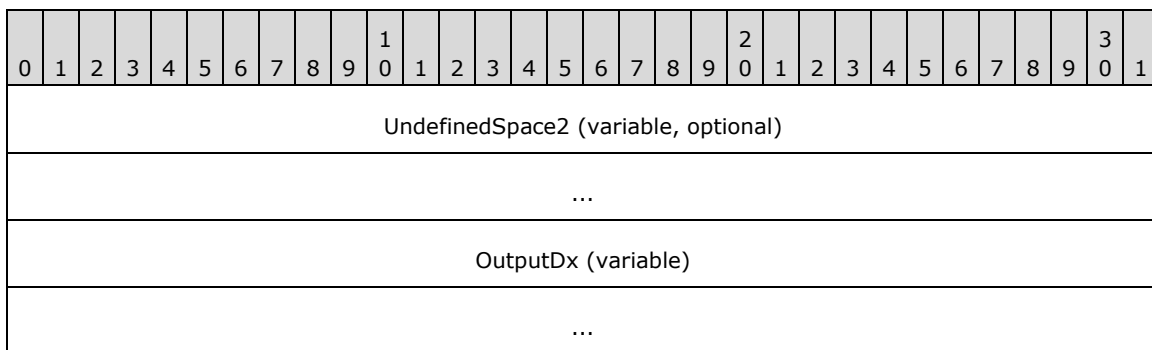 1 2 3
0 1 2 3 4 5 6 7 8 9 0 1 2 3 4 5 6 7 8 9 0 1 2 3 4 5 6 7 8 9 0 1
UndefinedSpace2 (variable, optional)
...
OutputDx (variable)
...